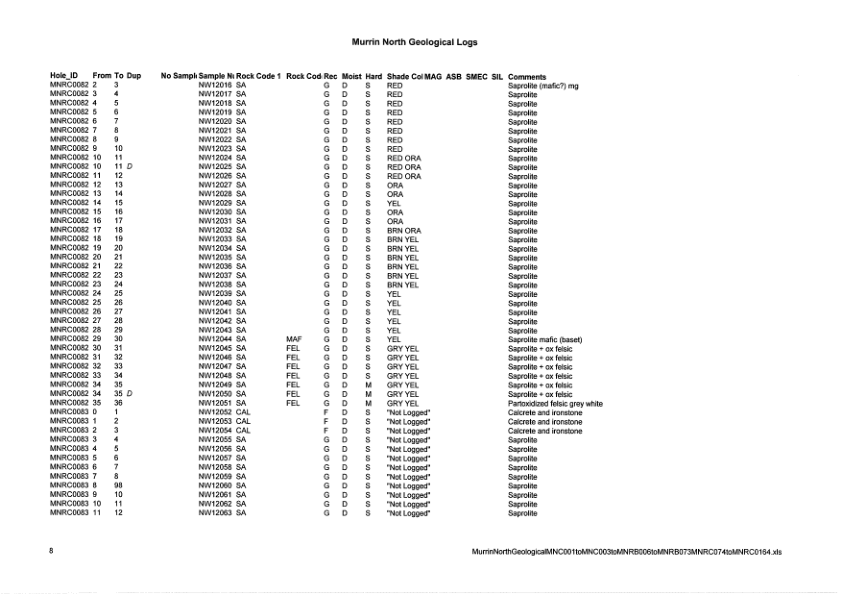 Murrin North Geological Logs
Hole_ID From To Dup No Sampl Sample N Rock Code 1 Rock Cod Rec Moist Hard Shade Col MAG ASB SMEC SIL Comments
MNRC0082 2 3 NW12016 SA G D S RED Saprolite (mafic?) mg
MNRC0082 3 4 NW12017 SA G D S RED Saprolite
MNRC0082 4 5 NW12018 SA G D S RED Saprolite
MNRC0082 5 6 NW12019 SA G D S RED Saprolite
MNRC0082 6 7 NW12020 SA G D S RED Saprolite
MNRC0082 7 8 NW12021 SA G D S RED Saprolite
MNRC0082 8 9 NW12022 SA G D S RED Saprolite
MNRC0082 9 10 NW12023 SA G D S RED Saprolite
MNRC0082 10 11 NW12024 SA G D S RED ORA Saprolite
MNRC0082 10 11 D NW12025 SA G D S RED ORA Saprolite
MNRC0082 11 12 NW12026 SA G D S RED ORA Saprolite
MNRC0082 12 13 NW12027 SA G D S ORA Saprolite
MNRC0082 13 14 NW12028 SA G D S ORA Saprolite
MNRC0082 14 15 NW12029 SA G D S YEL Saprolite
MNRC0082 15 16 NW12030 SA G D S ORA Saprolite
MNRC0082 16 17 NW12031 SA G D S ORA Saprolite
MNRC0082 17 18 NW12032 SA G D S BRN ORA Saprolite
MNRC0082 18 19 NW12033 SA G D S BRN YEL Saprolite
MNRC0082 19 20 NW12034 SA G D S BRN YEL Saprolite
MNRC0082 20 21 NW12035 SA G D S BRN YEL Saprolite
MNRC0082 21 22 NW12036 SA G D S BRN YEL Saprolite
MNRC0082 22 23 NW12037 SA G D S BRN YEL Saprolite
MNRC0082 23 24 NW12038 SA G D S BRN YEL Saprolite
MNRC0082 24 25 NW12039 SA G D S YEL Saprolite
MNRC0082 25 26 NW12040 SA G D S YEL Saprolite
MNRC0082 26 27 NW12041 SA G D S YEL Saprolite
MNRC0082 27 28 NW12042 SA G D S YEL Saprolite
MNRC0082 28 29 NW12043 SA G D S YEL Saprolite
MNRC0082 29 30 NW12044 SA MAF G D S YEL Saprolite mafic (baset)
MNRC0082 30 31 NW12045 SA FEL G D S GRY YEL Saprolite + ox felsic
MNRC0082 31 32 NW12046 SA FEL G D S GRY YEL Saprolite + ox felsic
MNRC0082 32 33 NW12047 SA FEL G D S GRY YEL Saprolite + ox felsic
MNRC0082 33 34 NW12048 SA FEL G D S GRY YEL Saprolite + ox felsic
MNRC0082 34 35 NW12049 SA FEL G D M GRY YEL Saprolite + ox felsic
MNRC0082 34 35 D NW12050 SA FEL G D M GRY YEL Saprolite + ox felsic
MNRC0082 35 36 NW12051 SA FEL G D M GRY YEL Partoxidized felsic grey white
MNRC0083 0 1 NW12052 CAL F D S "Not Logged" Calcrete and ironstone
MNRC0083 1 2 NW12053 CAL F D S "Not Logged" Calcrete and ironstone
MNRC0083 2 3 NW12054 CAL F D S "Not Logged" Calcrete and ironstone
MNRC0083 3 4 NW12055 SA G D S "Not Logged" Saprolite
MNRC0083 4 5 NW12056 SA G D S "Not Logged" Saprolite
MNRC0083 5 6 NW12057 SA G D S "Not Logged" Saprolite
MNRC0083 6 7 NW12058 SA G D S "Not Logged" Saprolite
MNRC0083 7 8 NW12059 SA G D S "Not Logged" Saprolite
MNRC0083 8 98 NW12060 SA G D S "Not Logged" Saprolite
MNRC0083 9 10 NW12061 SA G D S "Not Logged" Saprolite
MNRC0083 10 11 NW12062 SA G D S "Not Logged" Saprolite
MNRC0083 11 12 NW12063 SA G D S "Not Logged" Saprolite
8 MurrinNorthGeologicalMNC001toMNC003toMNRB006toMNRB073MNRC074toMNRC0164.xls